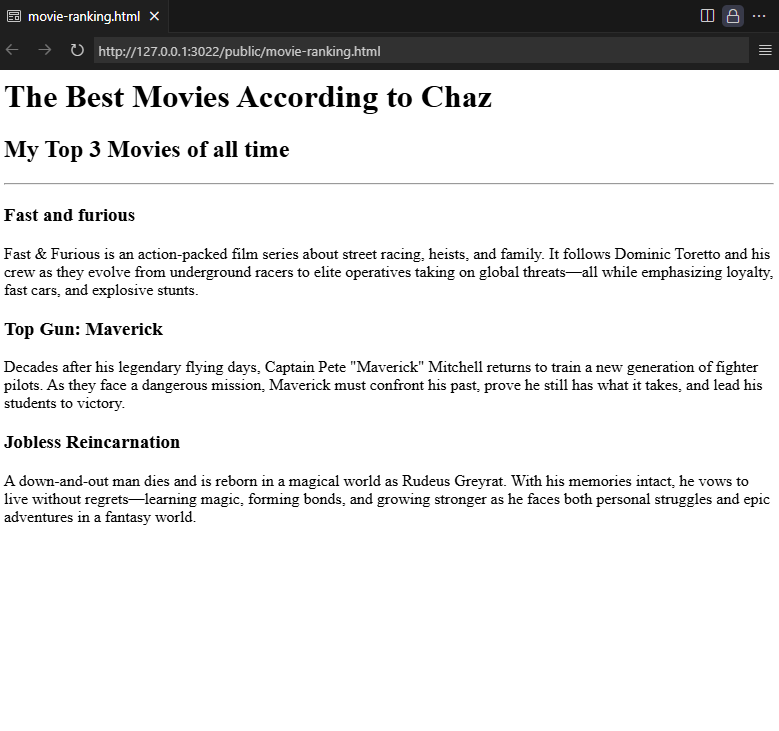 movie-ranking.html
http://127.0.0.1:3022/public/movie-ranking.html
The Best Movies According to Chaz
My Top 3 Movies of all time
Fast and furious
Fast & Furious is an action-packed film series about street racing, heists, and family. It follows Dominic Toretto and his
crew as they evolve from underground racers to elite operatives taking on global threats—all while emphasizing loyalty,
fast cars, and explosive stunts.
Top Gun: Maverick
Decades after his legendary flying days, Captain Pete "Maverick" Mitchell returns to train a new generation of fighter
pilots. As they face a dangerous mission, Maverick must confront his past, prove he still has what it takes, and lead his
students to victory.
Jobless Reincarnation
A down-and-out man dies and is reborn in a magical world as Rudeus Greyrat. With his memories intact, he vows to
live without regrets—learning magic, forming bonds, and growing stronger as he faces both personal struggles and epic
adventures in a fantasy world.